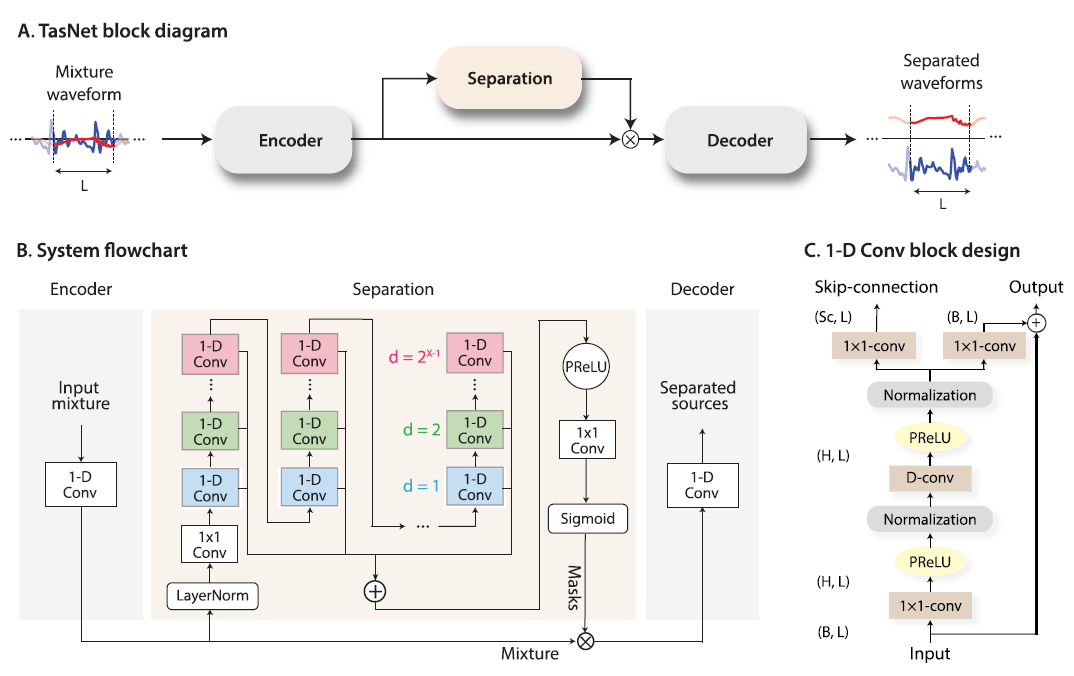 A. TasNet block diagram
Mixture
waveform
...
...
L
Encoder
Separation
⊗
Decoder
Separated
waveforms
...
...
L
B. System flowchart
Encoder
Separation
Decoder
Input
mixture
1-D
Conv
1-D
Conv
...
1-D
Conv
1-D
Conv
1x1
Conv
LayerNorm
1-D
Conv
...
1-D
Conv
1-D
Conv
...
d = 2^X-1
1-D
Conv
...
d = 2
1-D
Conv
d = 1
1-D
Conv
+
PReLU
1x1
Conv
Sigmoid
Masks
Mixture
⊗
Separated
sources
1-D
Conv
C. 1-D Conv block design
Skip-connection
Output
(Sc, L)
(B, L)
+
1×1-conv
1×1-conv
Normalization
PReLU
(H, L)
D-conv
Normalization
PReLU
(H, L)
1×1-conv
(B, L)
Input